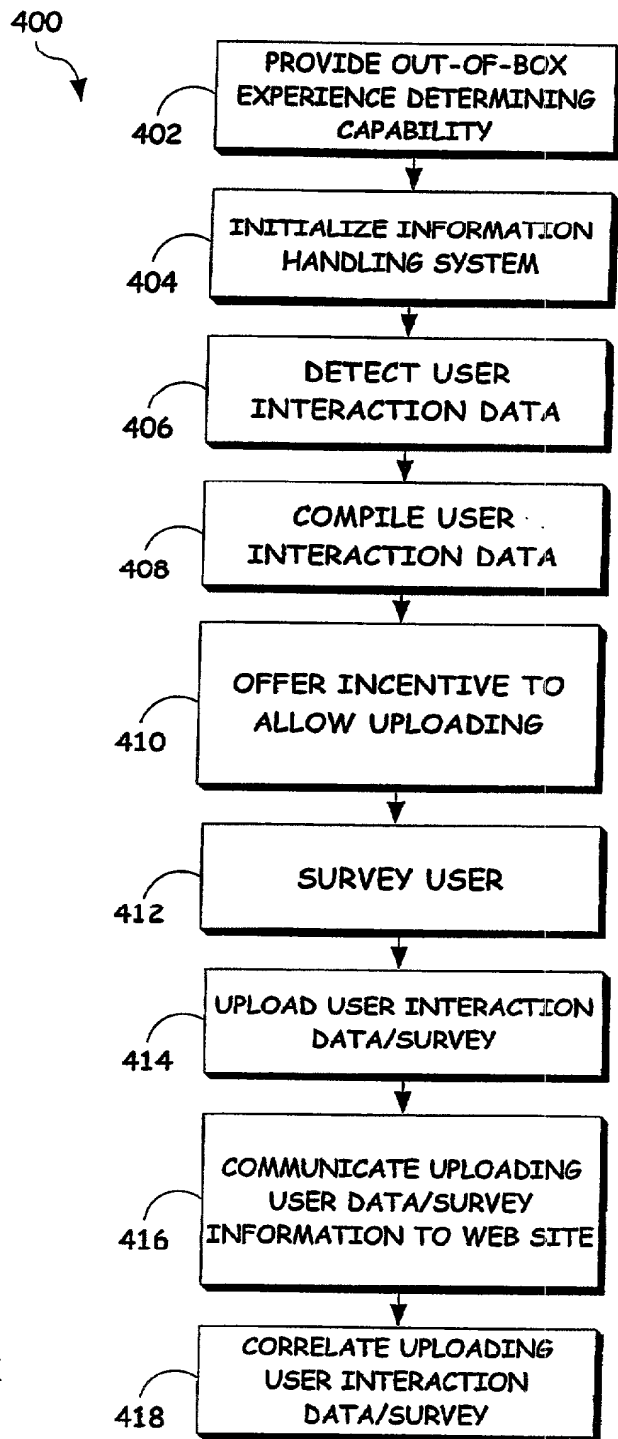 400
PROVIDE OUT-OF-BOX
EXPERIENCE DETERMINING
CAPABILITY
402
INITIALIZE INFORMATION
HANDLING SYSTEM
404
DETECT USER
INTERACTION DATA
406
COMPILE USER
INTERACTION DATA
408
OFFER INCENTIVE TO
ALLOW UPLOADING
410
SURVEY USER
412
UPLOAD USER INTERACTION
DATA/SURVEY
414
COMMUNICATE UPLOADING
USER DATA/SURVEY
INFORMATION TO WEB SITE
416
CORRELATE UPLOADING
USER INTERACTION
DATA/SURVEY
418